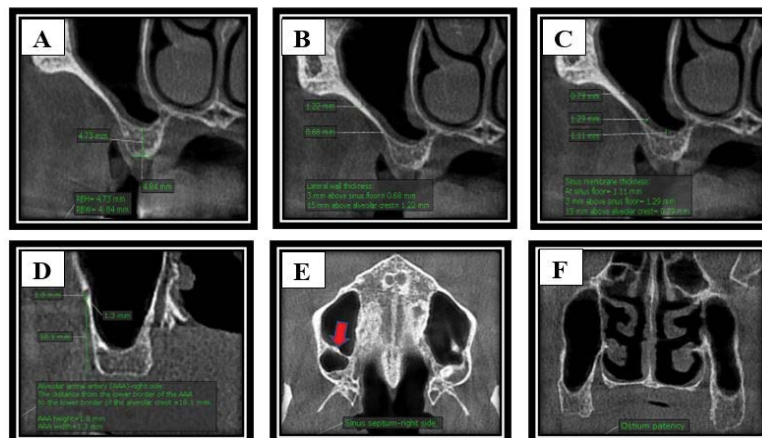 A
4.73 mm
4.84 mm
RBH= 4.73 mm
RBW= 4.84 mm
B
1.22 mm
0.68 mm
Lateral wall thickness:
3 mm above sinus floor= 0.68 mm
15 mm above alveolar crest= 1.22 mm
C
0.79 mm
1.29 mm
1.11 mm
Sinus membrane thickness:
At sinus floor= 1.11 mm
3 mm above sinus floor= 1.29 mm
15 mm above alveolar crest= 0.79 mm
D
1.8 mm
1.3 mm
18.1 mm
Alveolar antral artery (AAA)-right side:
The distance from the lower border of the AAA
to the lower border of the alveolar crest =18.1 mm
AAA height=1.8 mm
AAA width=1.3 mm
E
Sinus septum-right side
F
Ostium patency